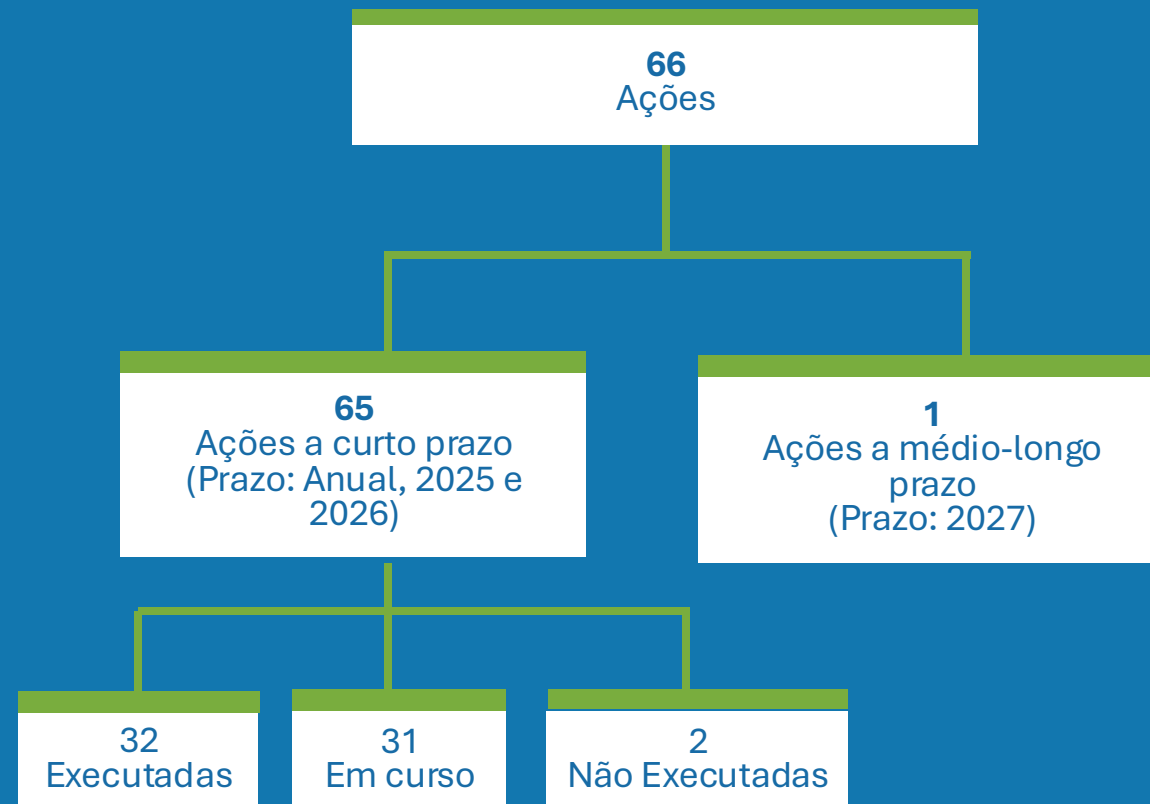 66
Ações
65
Ações a curto prazo
(Prazo: Anual, 2025 e
2026)
1
Ações a médio-longo
prazo
(Prazo: 2027)
32
Executadas
31
Em curso
2
Não Executadas